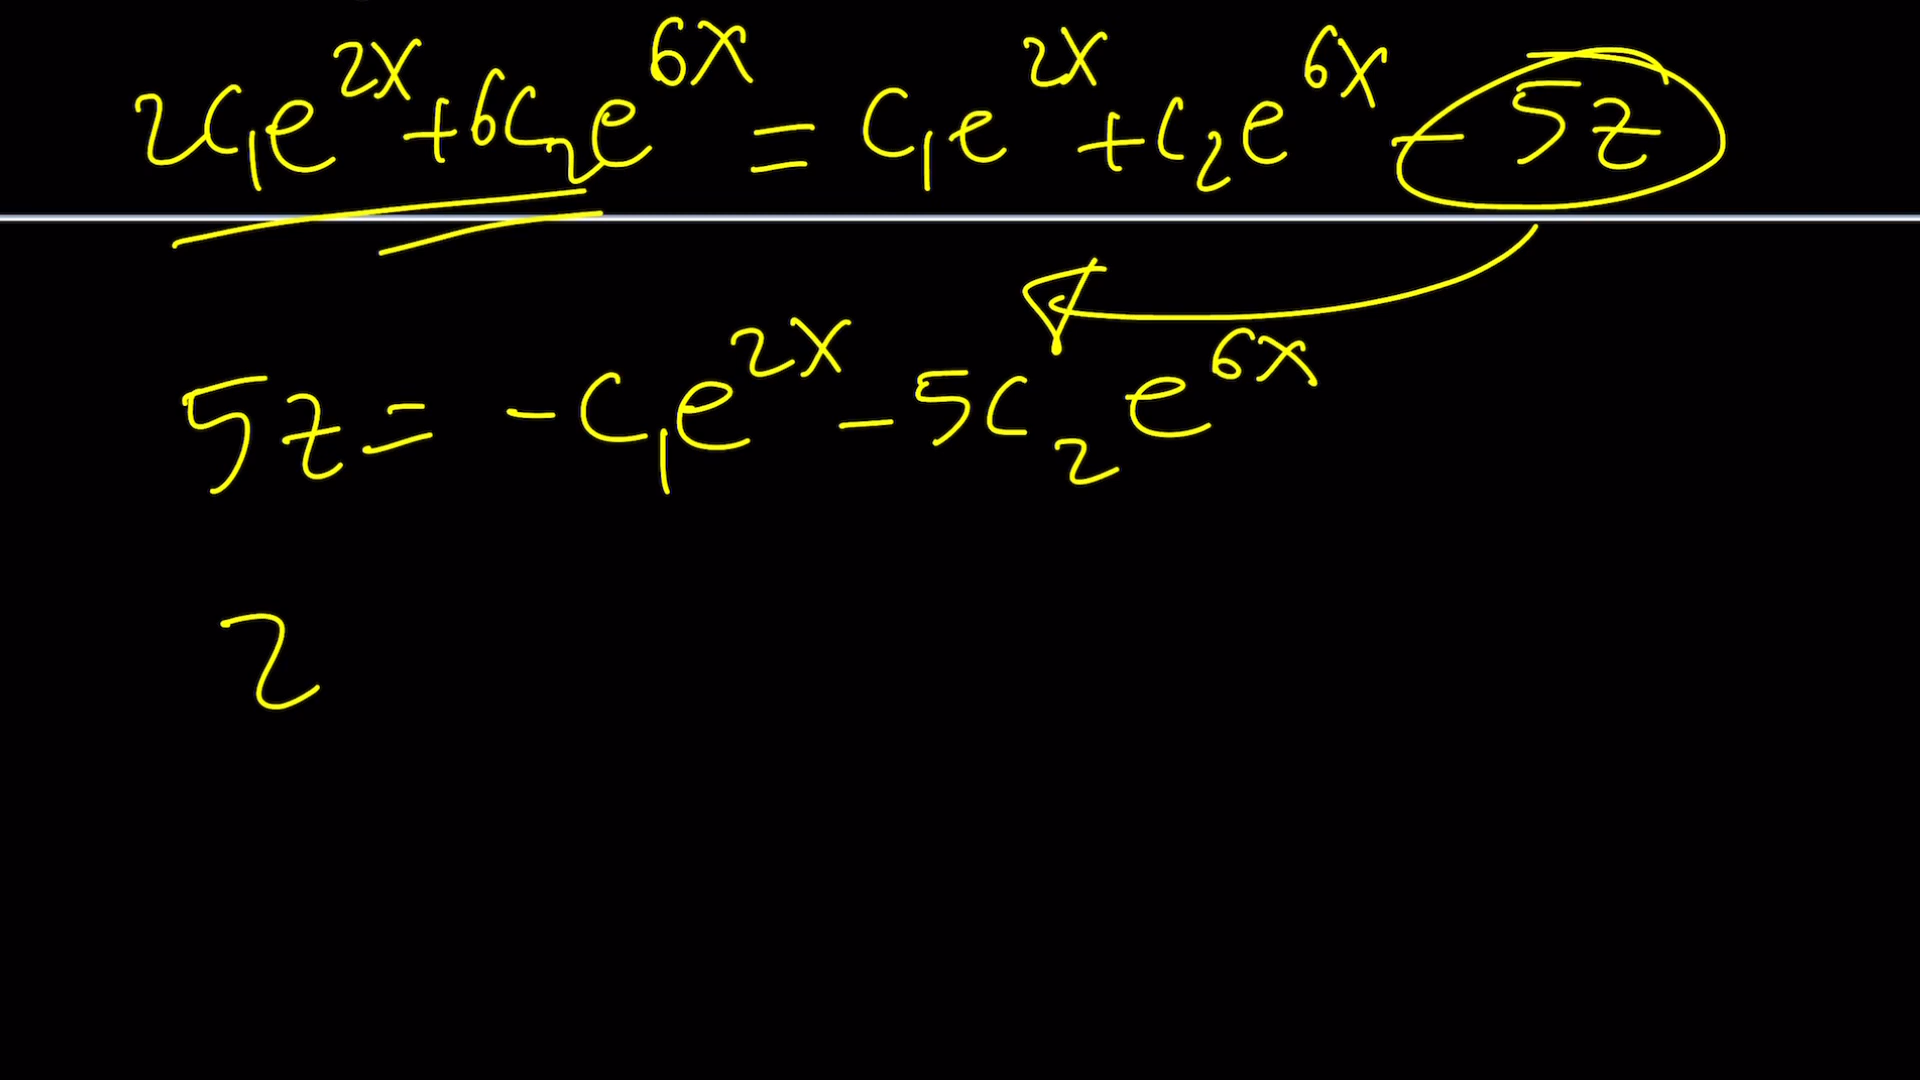 2c₁e^2x + 6c₂e^6x = c₁e^2x + c₂e^6x - 5z
5z = -c₁e^2x - 5c₂e^6x
z